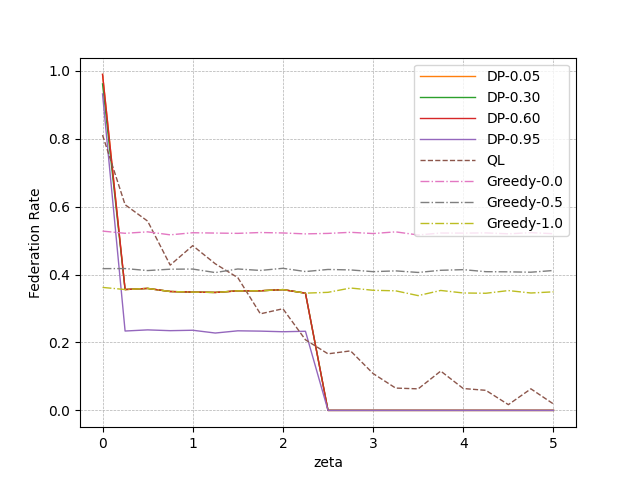 1.0
0.8
0.6
0.4
0.2
0.0
Federation Rate
0
1
2
3
4
5
zeta
DP-0.05
DP-0.30
DP-0.60
DP-0.95
QL
Greedy-0.0
Greedy-0.5
Greedy-1.0